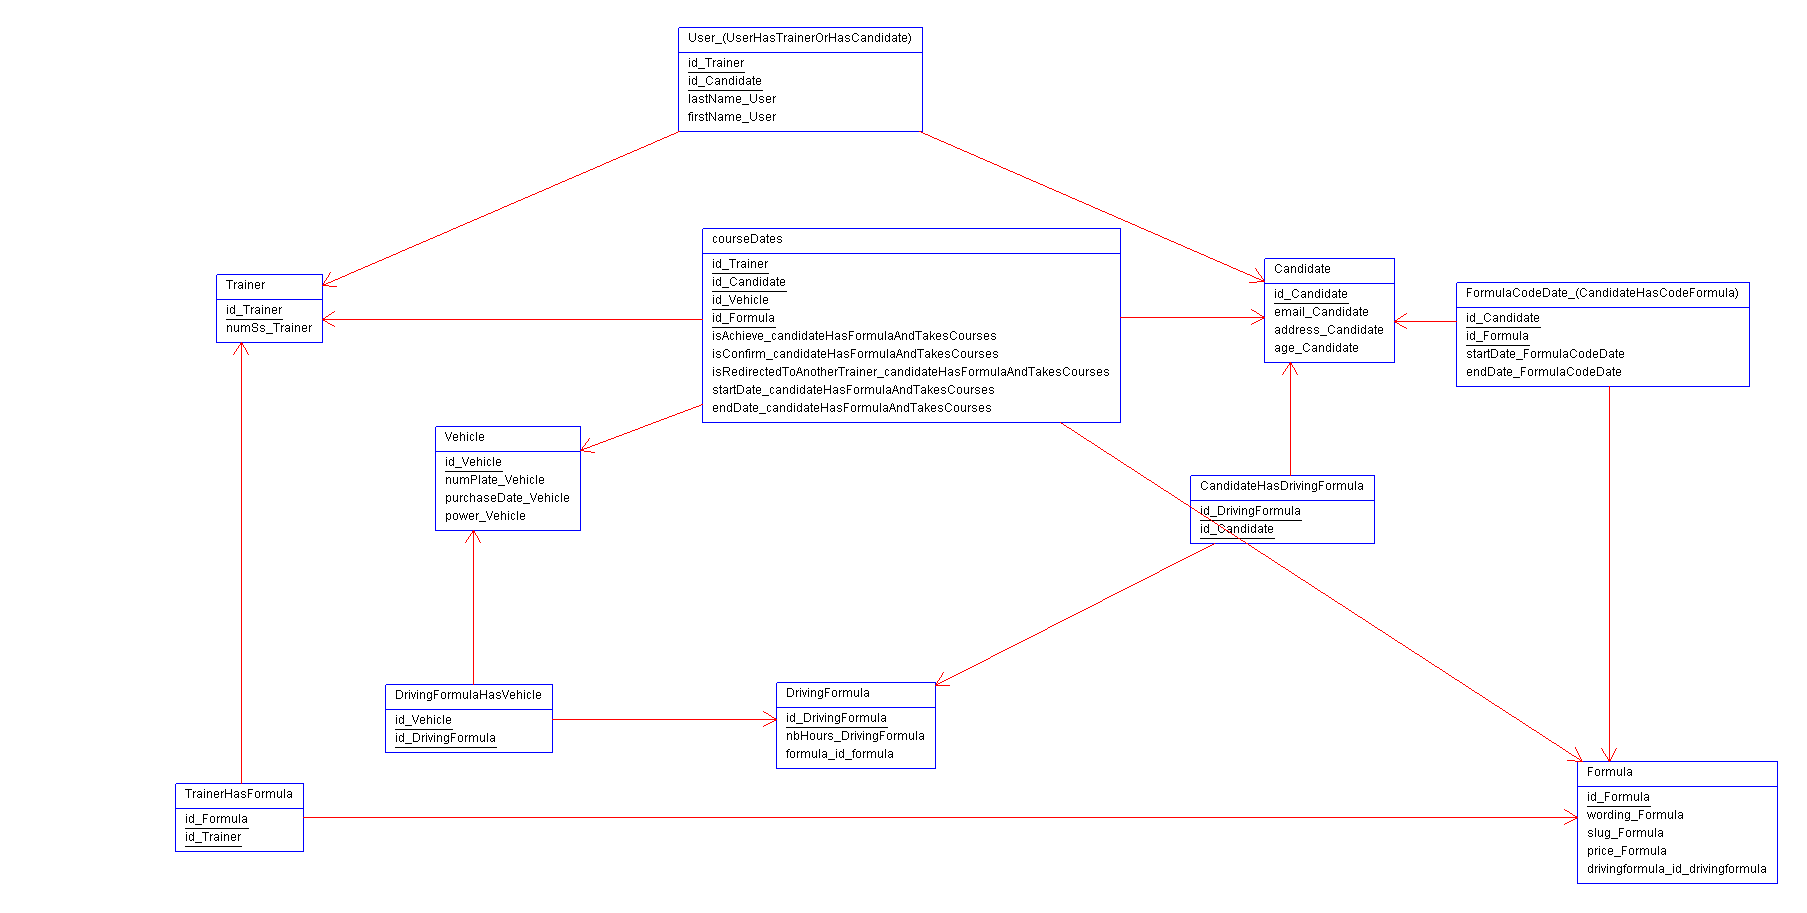 User_(UserHasTrainerOrHasCandidate)
id_Trainer
id_Candidate
lastName_User
firstName_User
courseDates
id_Trainer
id_Candidate
id_Vehicle
id_Formula
isAchieve_candidateHasFormulaAndTakesCourses
isConfirm_candidateHasFormulaAndTakesCourses
isRedirectedToAnotherTrainer_candidateHasFormulaAndTakesCourses
startDate_candidateHasFormulaAndTakesCourses
endDate_candidateHasFormulaAndTakesCourses
Trainer
id_Trainer
numSs_Trainer
Candidate
id_Candidate
email_Candidate
address_Candidate
age_Candidate
FormulaCodeDate_(CandidateHasCodeFormula)
id_Candidate
id_Formula
startDate_FormulaCodeDate
endDate_FormulaCodeDate
Vehicle
id_Vehicle
numPlate_Vehicle
purchaseDate_Vehicle
power_Vehicle
CandidateHasDrivingFormula
id_DrivingFormula
id_Candidate
DrivingFormulaHasVehicle
id_Vehicle
id_DrivingFormula
DrivingFormula
id_DrivingFormula
nbHours_DrivingFormula
formula_id_formula
TrainerHasFormula
id_Formula
id_Trainer
Formula
id_Formula
wording_Formula
slug_Formula
price_Formula
drivingformula_id_drivingformula